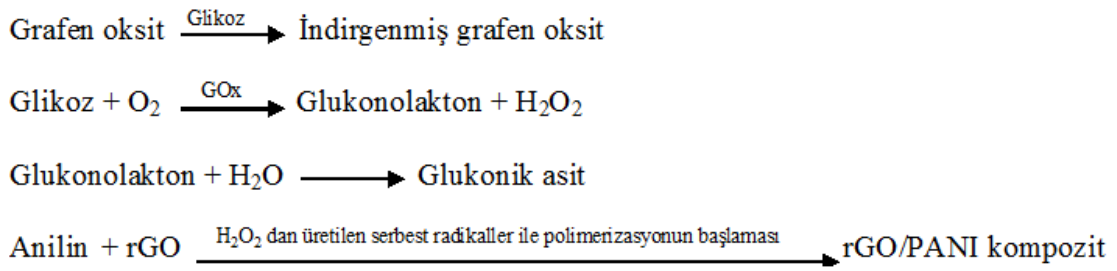 Grafen oksit Glikoz İndirgenmiş grafen oksit
Glikoz + O₂ GOx Glukonolakton + H₂O₂
Glukonolakton + H₂O Glukonik asit
Anilin + rGO H₂O₂ dan üretilen serbest radikaller ile polimerizasyonun başlaması rGO/PANI kompozit